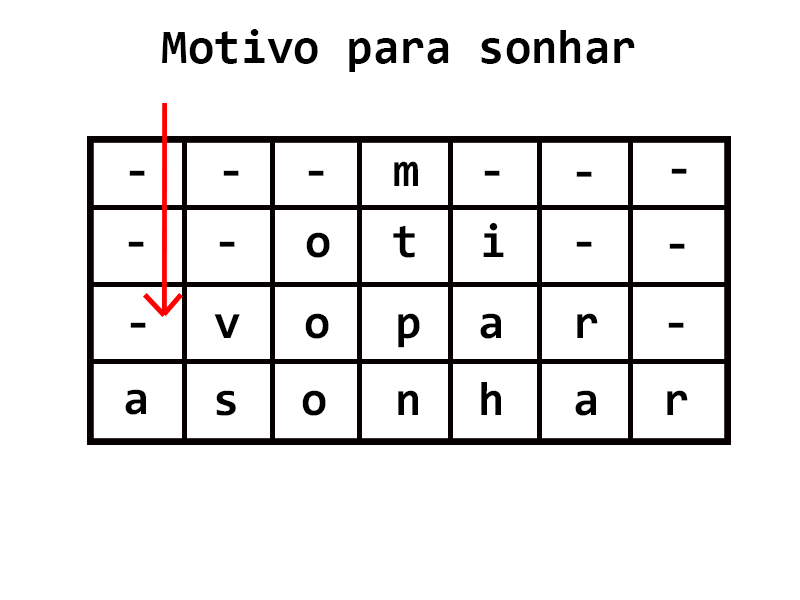 Motivo para sonhar
- - - m - - -
- - o t i - -
- v o p a r -
a s o n h a r